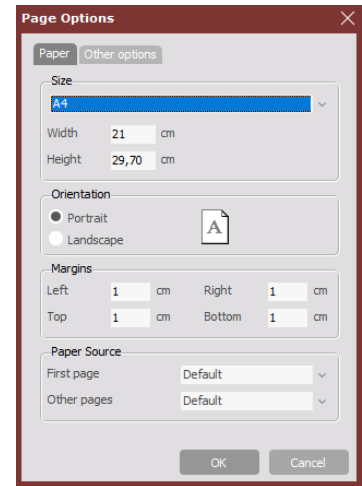 Page Options
Paper Other options
Size
A4
Width 21 cm
Height 29,70 cm
Orientation
Portrait
A
Landscape
Margins
Left 1 cm Right 1 cm
Top 1 cm Bottom 1 cm
Paper Source
First page Default
Other pages Default
OK Cancel